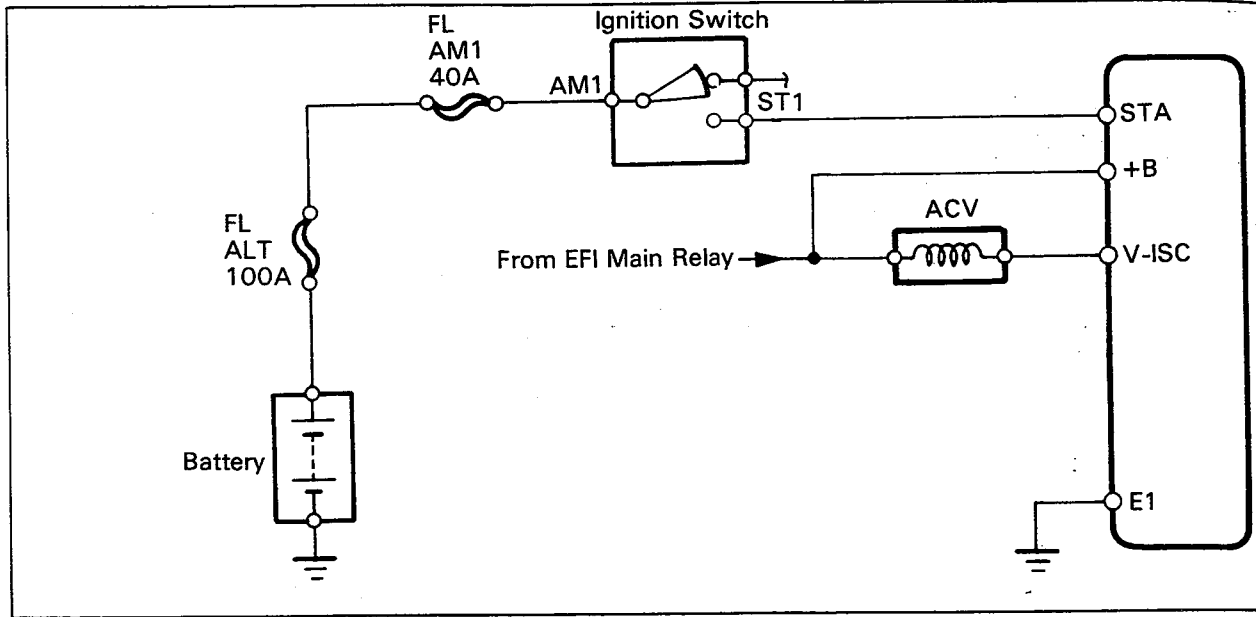 FL
AM1
40A
Ignition Switch
AM1
ST1
STA
+B
ACV
FL
ALT
100A
From EFI Main Relay
V-ISC
Battery
E1